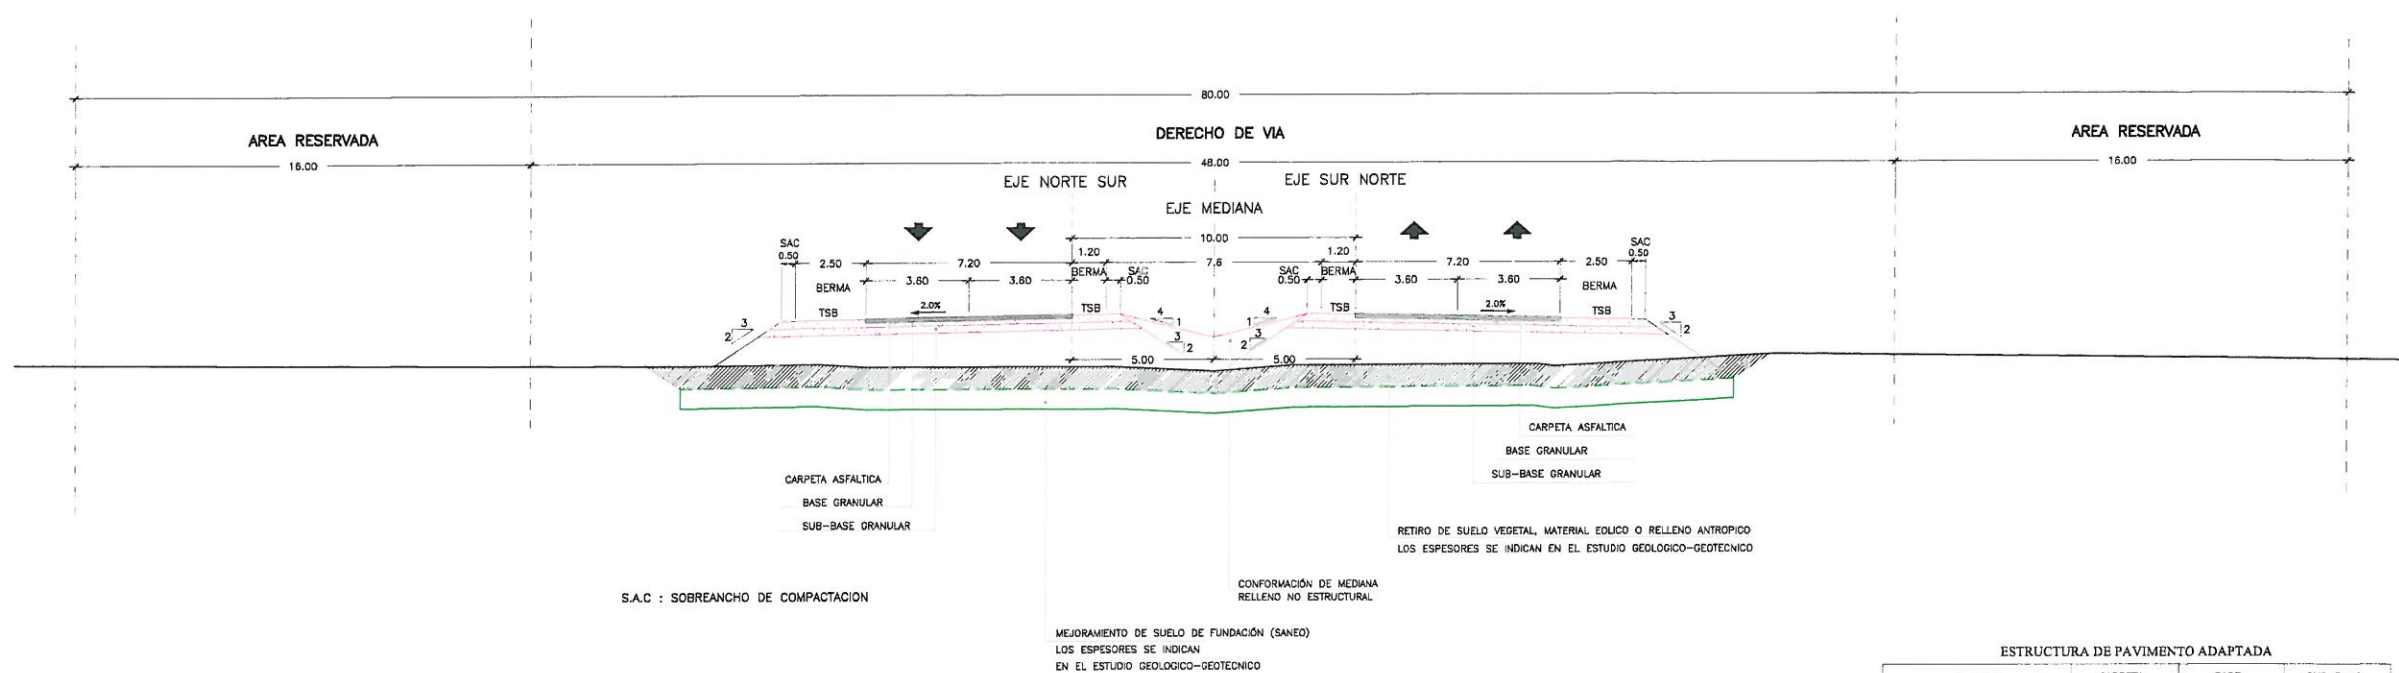 80.00
AREA RESERVADA
DERECHO DE VIA
AREA RESERVADA
16.00
48.00
16.00
EJE NORTE SUR
EJE SUR NORTE
EJE MEDIANA
10.00
SAC
0.50
2.50
7.20
1.20
7.6
1.20
7.20
2.50
SAC
0.50
BERMA
3.60
3.60
BERMA
SAC
0.50
SAC
0.50
BERMA
3.60
3.60
BERMA
TSB
2.0%
TSB
TSB
2.0%
TSB
3
2
4
1
3
2
4
1
3
2
3
2
5.00
5.00
CARPETA ASFALTICA
BASE GRANULAR
SUB-BASE GRANULAR
CARPETA ASFALTICA
BASE GRANULAR
SUB-BASE GRANULAR
RETIRO DE SUELO VEGETAL, MATERIAL EOLICO O RELLENO ANTROPICO
LOS ESPESORES SE INDICAN EN EL ESTUDIO GEOLOGICO-GEOTECNICO
CONFORMACIÓN DE MEDIANA
RELLENO NO ESTRUCTURAL
S.A.C : SOBREANCHO DE COMPACTACION
MEJORAMIENTO DE SUELO DE FUNDACIÓN (SANEO)
LOS ESPESORES SE INDICAN
EN EL ESTUDIO GEOLOGICO-GEOTECNICO
ESTRUCTURA DE PAVIMENTO ADAPTADA